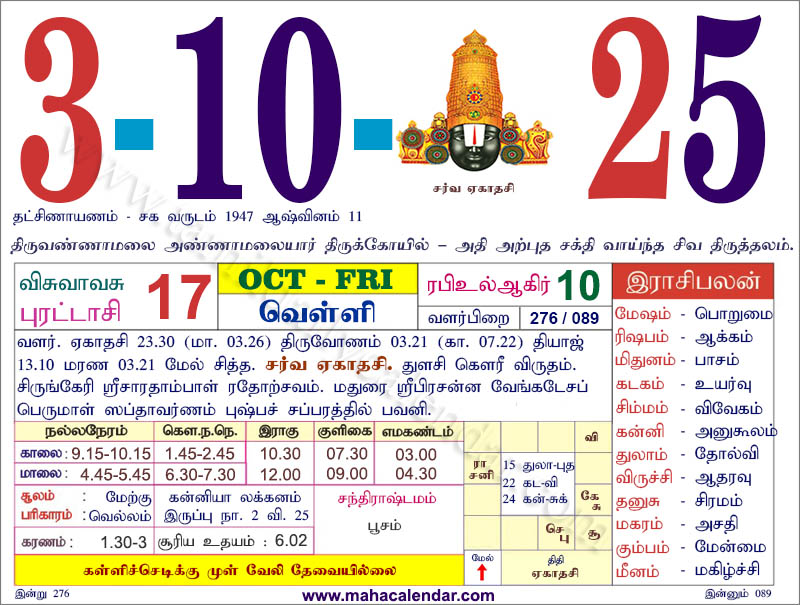 3-10- 25
சர்வ ஏகாதசி
தட்சிணாயணம் - சக வருடம் 1947 ஆஷ்வினம் 11
திருவண்ணாமலை அண்ணாமலையார் திருக்கோயில் – அதி அற்புத சக்தி வாய்ந்த சிவ திருத்தலம்.
விசுவாவசு
புரட்டாசி 17
OCT - FRI
வெள்ளி
ரபிஉல்ஆகிர் 10
வளர்பிறை 276 / 089
வளர். ஏகாதசி 23.30 (மா. 03.26) திருவோணம் 03.21 (கா. 07.22) தியாஜ்
13.10 மரண 03.21 மேல் சித்த. சர்வ ஏகாதசி. துளசி கௌரீ விருதம்.
சிருங்கேரி ஸ்ரீசாரதாம்பாள் ரதோற்சவம். மதுரை ஸ்ரீபிரசன்ன வேங்கடேசப்
பெருமாள் ஸப்தாவர்ணம் புஷ்பச் சப்பரத்தில் பவனி.
நல்லநேரம் கௌ.ந.நெ. இராகு குளிகை எமகண்டம்
காலை: 9.15-10.15 1.45-2.45 10.30 07.30 03.00
மாலை: 4.45-5.45 6.30-7.30 12.00 09.00 04.30
சூலம் : மேற்கு
பரிகாரம் : வெல்லம்
கன்னியா லக்கனம்
இருப்பு நா. 2 வி. 25
சந்திராஷ்டமம்
பூசம்
கரணம் : 1.30-3 சூரிய உதயம் : 6.02
கள்ளிச்செடிக்கு முள் வேலி தேவையில்லை
வி
ரா
சனி
15 துலா-புத
22 கட-வி
24 கன்-சுக்
கே
சு
செ
பு
சூ
மேல்
திதி
ஏகாதசி
இராசிபலன்
மேஷம் - பொறுமை
ரிஷபம் - ஆக்கம்
மிதுனம் - பாசம்
கடகம் - உயர்வு
சிம்மம் - விவேகம்
கன்னி - அனுகூலம்
துலாம் - தோல்வி
விருச்சி - ஆதரவு
தனுசு - சிரமம்
மகரம் - அசதி
கும்பம் - மேன்மை
மீனம் - மகிழ்ச்சி
இன்று 276
www.mahacalendar.com
இன்னும் 089